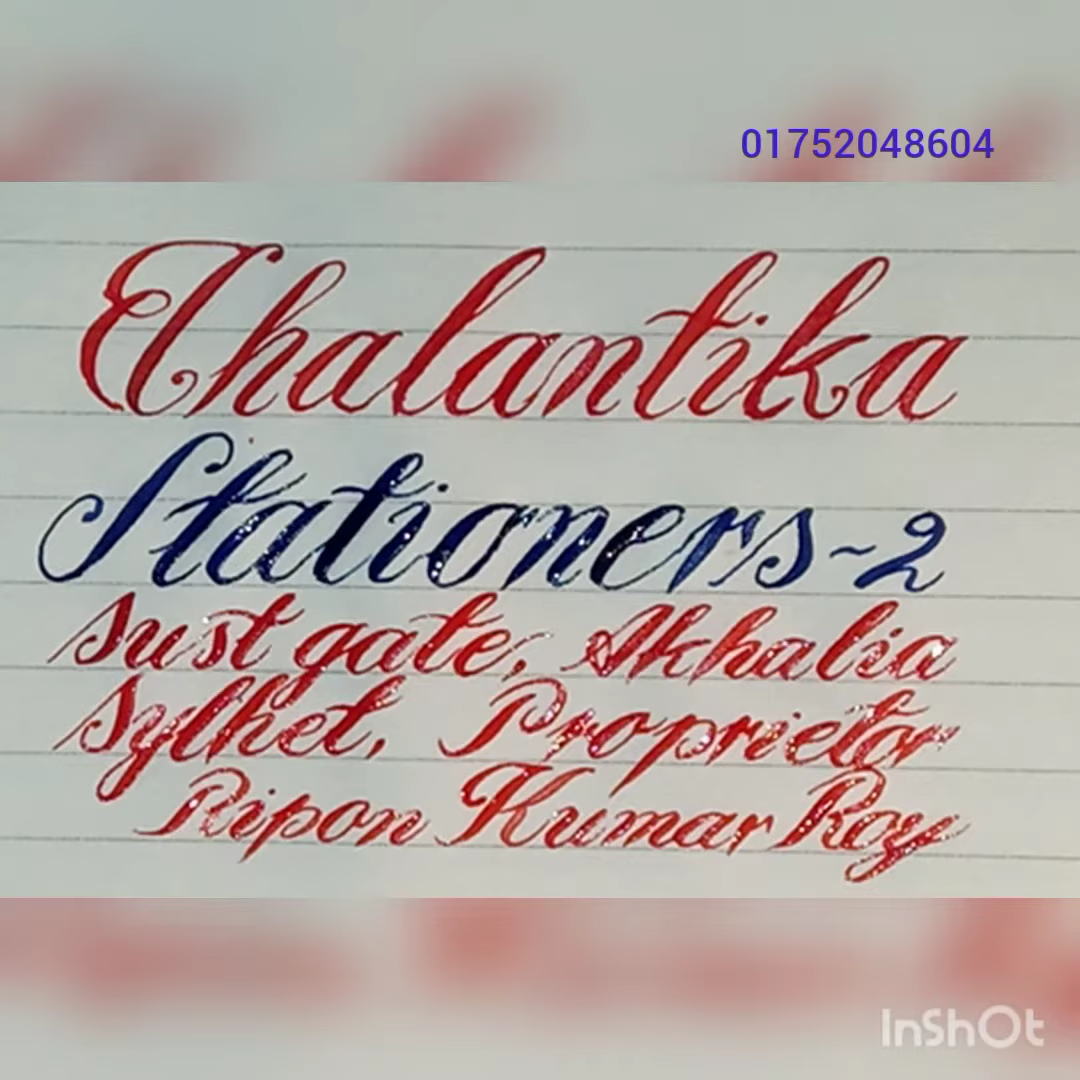 01752048604
Chalantika
Stationers~2
Sust gate, Akhalia
Sylhet, Proprietor
Ripon Kumar Roy
InShOt